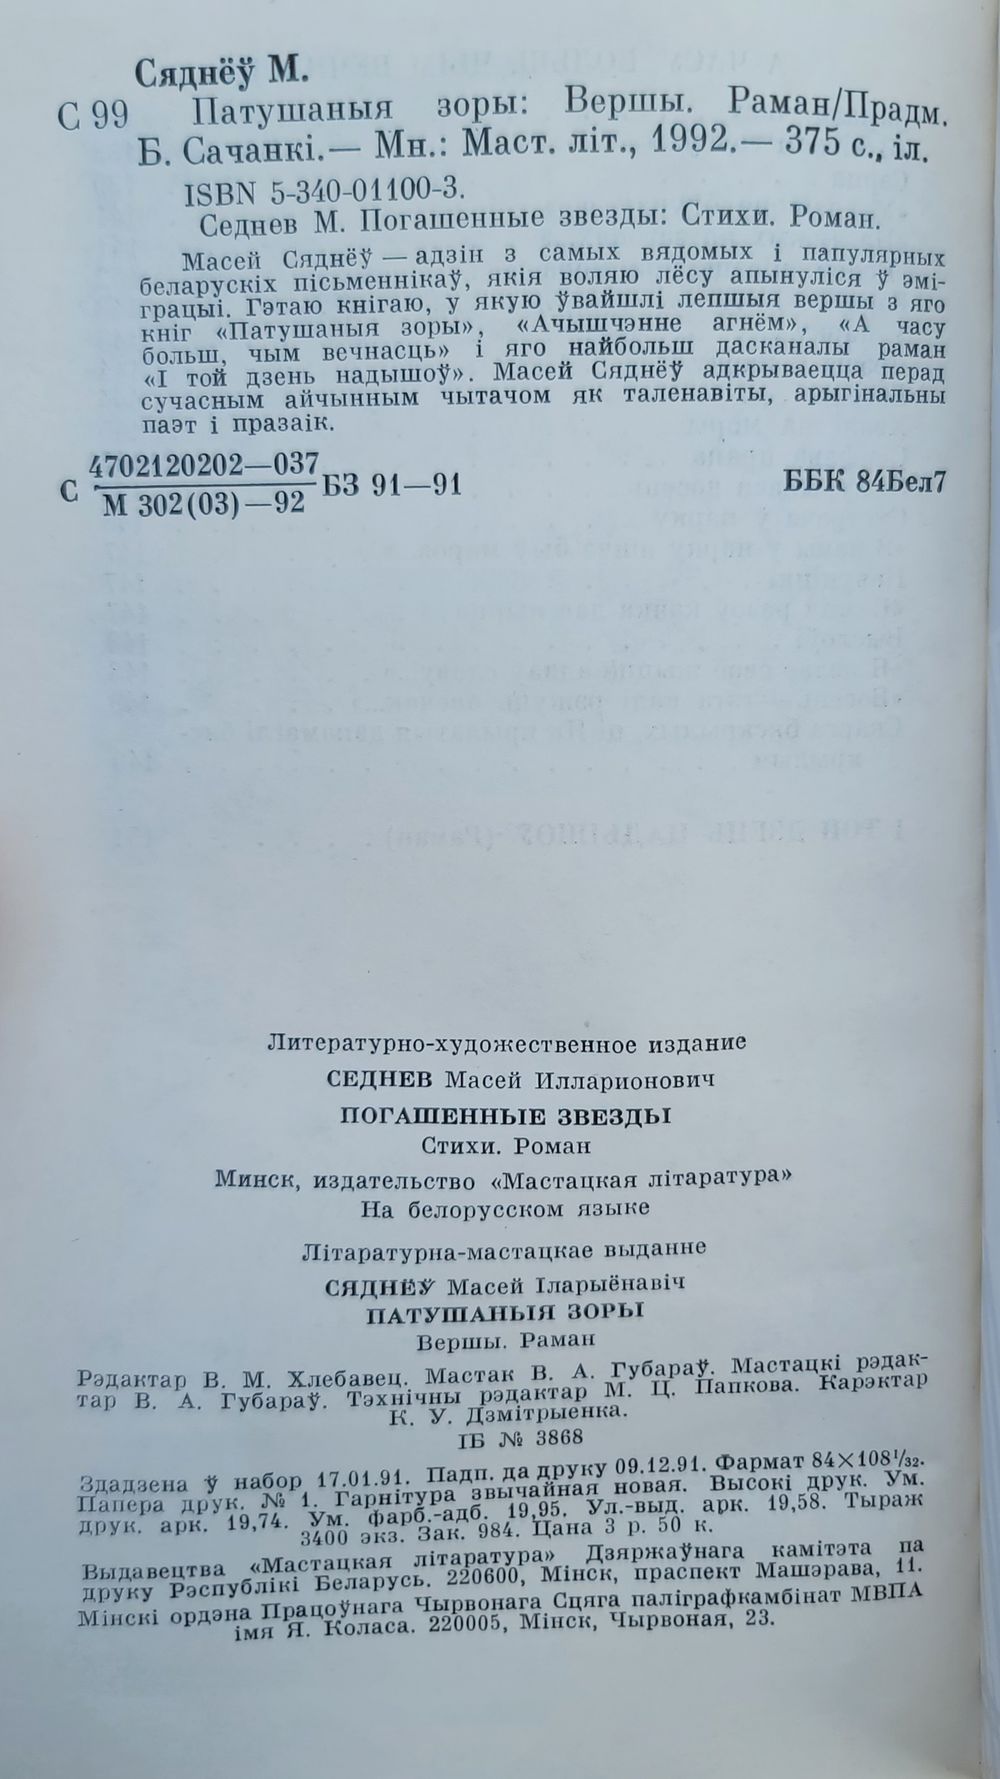 Сяднёў М.
С 99 Патушаныя зоры: Вершы. Раман/Прадм.
Б. Сачанкі.— Мн.: Маст. літ., 1992.— 375 с., іл.
ISBN 5-340-01100-3.
Седнев М. Погашенные звезды: Стихи. Роман.
Масей Сяднёў — адзін з самых вядомых і папулярных
беларускіх пісьменнікаў, якія воляю лёсу апынуліся ў эмі-
грацыі. Гэтаю кнігаю, у якую ўвайшлі лепшыя вершы з яго
кніг «Патушаныя зоры», «Ачышчэнне агнём», «А часу
больш, чым вечнасць» і яго найбольш дасканалы раман
«І той дзень надышоў». Масей Сяднёў адкрываецца перад
сучасным айчынным чытачом як таленавіты, арыгінальны
паэт і празаік.
С 4702120202—037
М 302(03)—92 БЗ 91—91 ББК 84Бел7
Литературно-художественное издание
СЕДНЕВ Масей Илларионович
ПОГАШЕННЫЕ ЗВЕЗДЫ
Стихи. Роман
Минск, издательство «Мастацкая літаратура»
На белорусском языке
Літаратурна-мастацкае выданне
СЯДНЁЎ Масей Іларыёнавіч
ПАТУШАНЫЯ ЗОРЫ
Вершы. Раман
Рэдактар В. М. Хлебавец. Мастак В. А. Губараў. Мастацкі рэдак-
тар В. А. Губараў. Тэхнічны рэдактар М. Ц. Папкова. Карэктар
К. У. Дзмітрыенка.
ІБ № 3868
Здадзена ў набор 17.01.91. Падп. да друку 09.12.91. Фармат 84×108 1/32.
Папера друк. № 1. Гарнітура звычайная новая. Высокі друк. Ум.
друк. арк. 19,74. Ум. фарб.-адб. 19,95. Ул.-выд. арк. 19,58. Тыраж
3400 экз. Зак. 984. Цана 3 р. 50 к.
Выдавецтва «Мастацкая літаратура» Дзяржаўнага камітэта па
друку Рэспублікі Беларусь. 220600, Мінск, праспект Машэрава, 11.
Мінскі ордэна Працоўнага Чырвонага Сцяга паліграфкамбінат МВПА
імя Я. Коласа. 220005, Мінск, Чырвоная, 23.